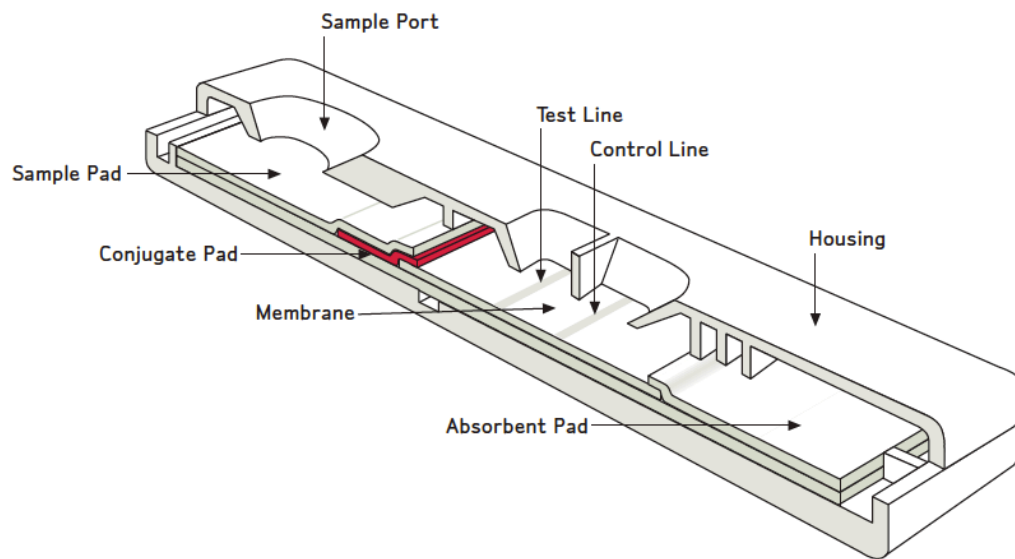 Sample Port
Test Line
Control Line
Sample Pad
Housing
Conjugate Pad
Membrane
Absorbent Pad